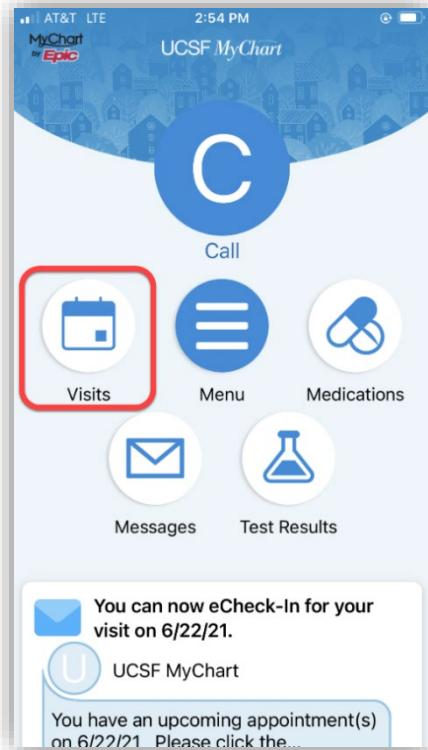 AT&T LTE 2:54 PM
MyChart
by Epic
UCSF MyChart
C
Call
Visits Menu Medications
Messages Test Results
You can now eCheck-In for your
visit on 6/22/21.
U
UCSF MyChart
You have an upcoming appointment(s)
on 6/22/21. Please click the...